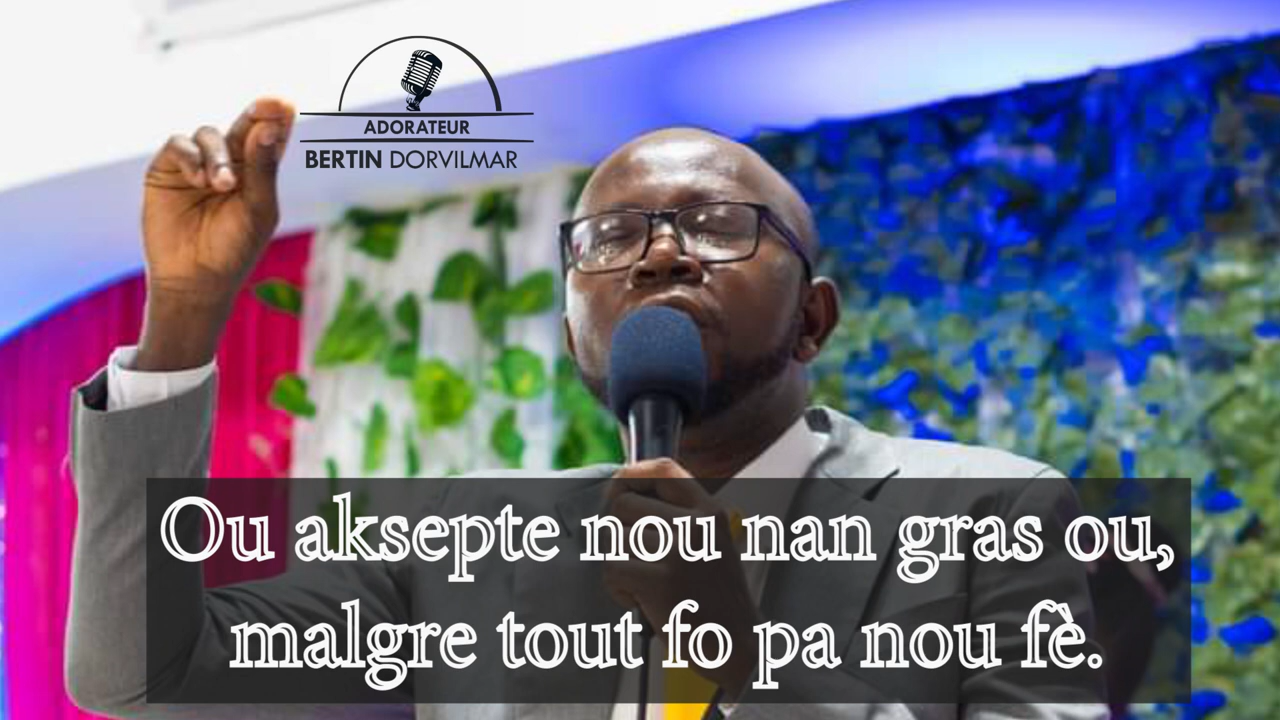 ADORATEUR
BERTIN DORVILMAR
Ou aksepte nou nan gras ou,
malgre tout fo pa nou fè.